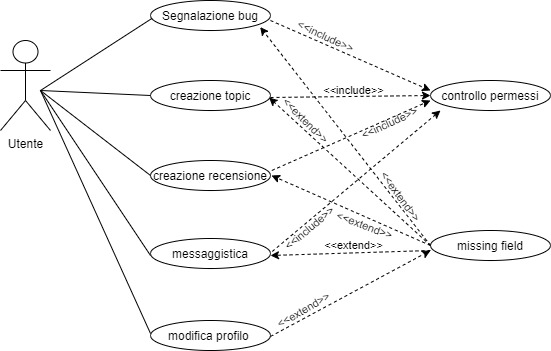 Segnalazione bug
<<include>>
creazione topic
<<include>>
controllo permessi
<<extend>>
<<include>>
Utente
creazione recensione
<<extend>>
<<extend>>
<<include>>
messaggistica
<<extend>>
missing field
<<extend>>
modifica profilo